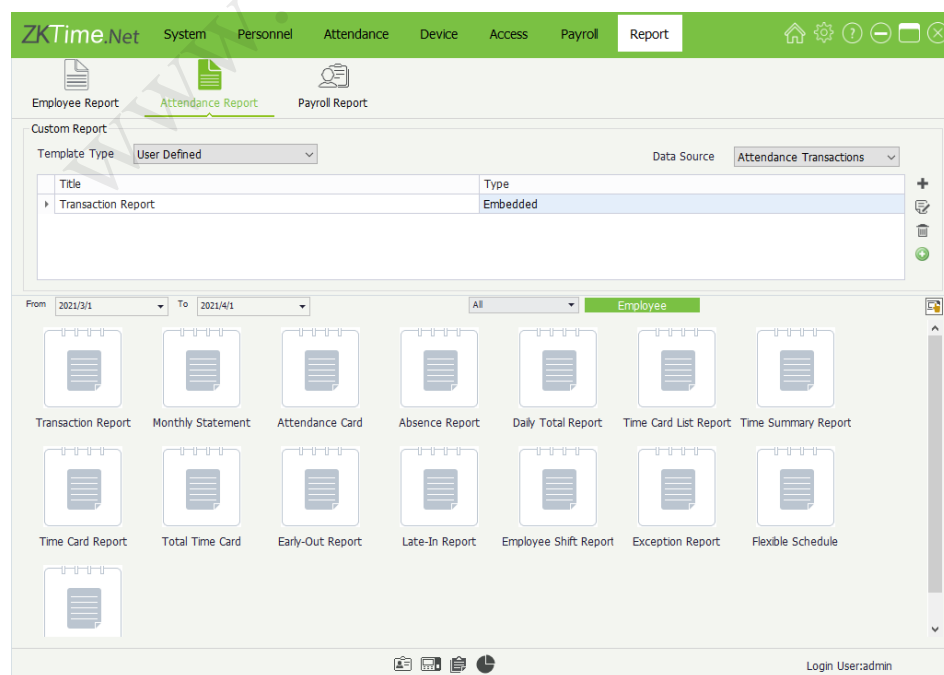 ZKTime.Net System Personnel Attendance Device Access Payroll Report
Employee Report Attendance Report Payroll Report
Custom Report
Template Type User Defined Data Source Attendance Transactions
Title Type
Transaction Report Embedded
From 2021/3/1 To 2021/4/1 All Employee
Transaction Report Monthly Statement Attendance Card Absence Report Daily Total Report Time Card List Report Time Summary Report
Time Card Report Total Time Card Early-Out Report Late-In Report Employee Shift Report Exception Report Flexible Schedule
Login User:admin
www.